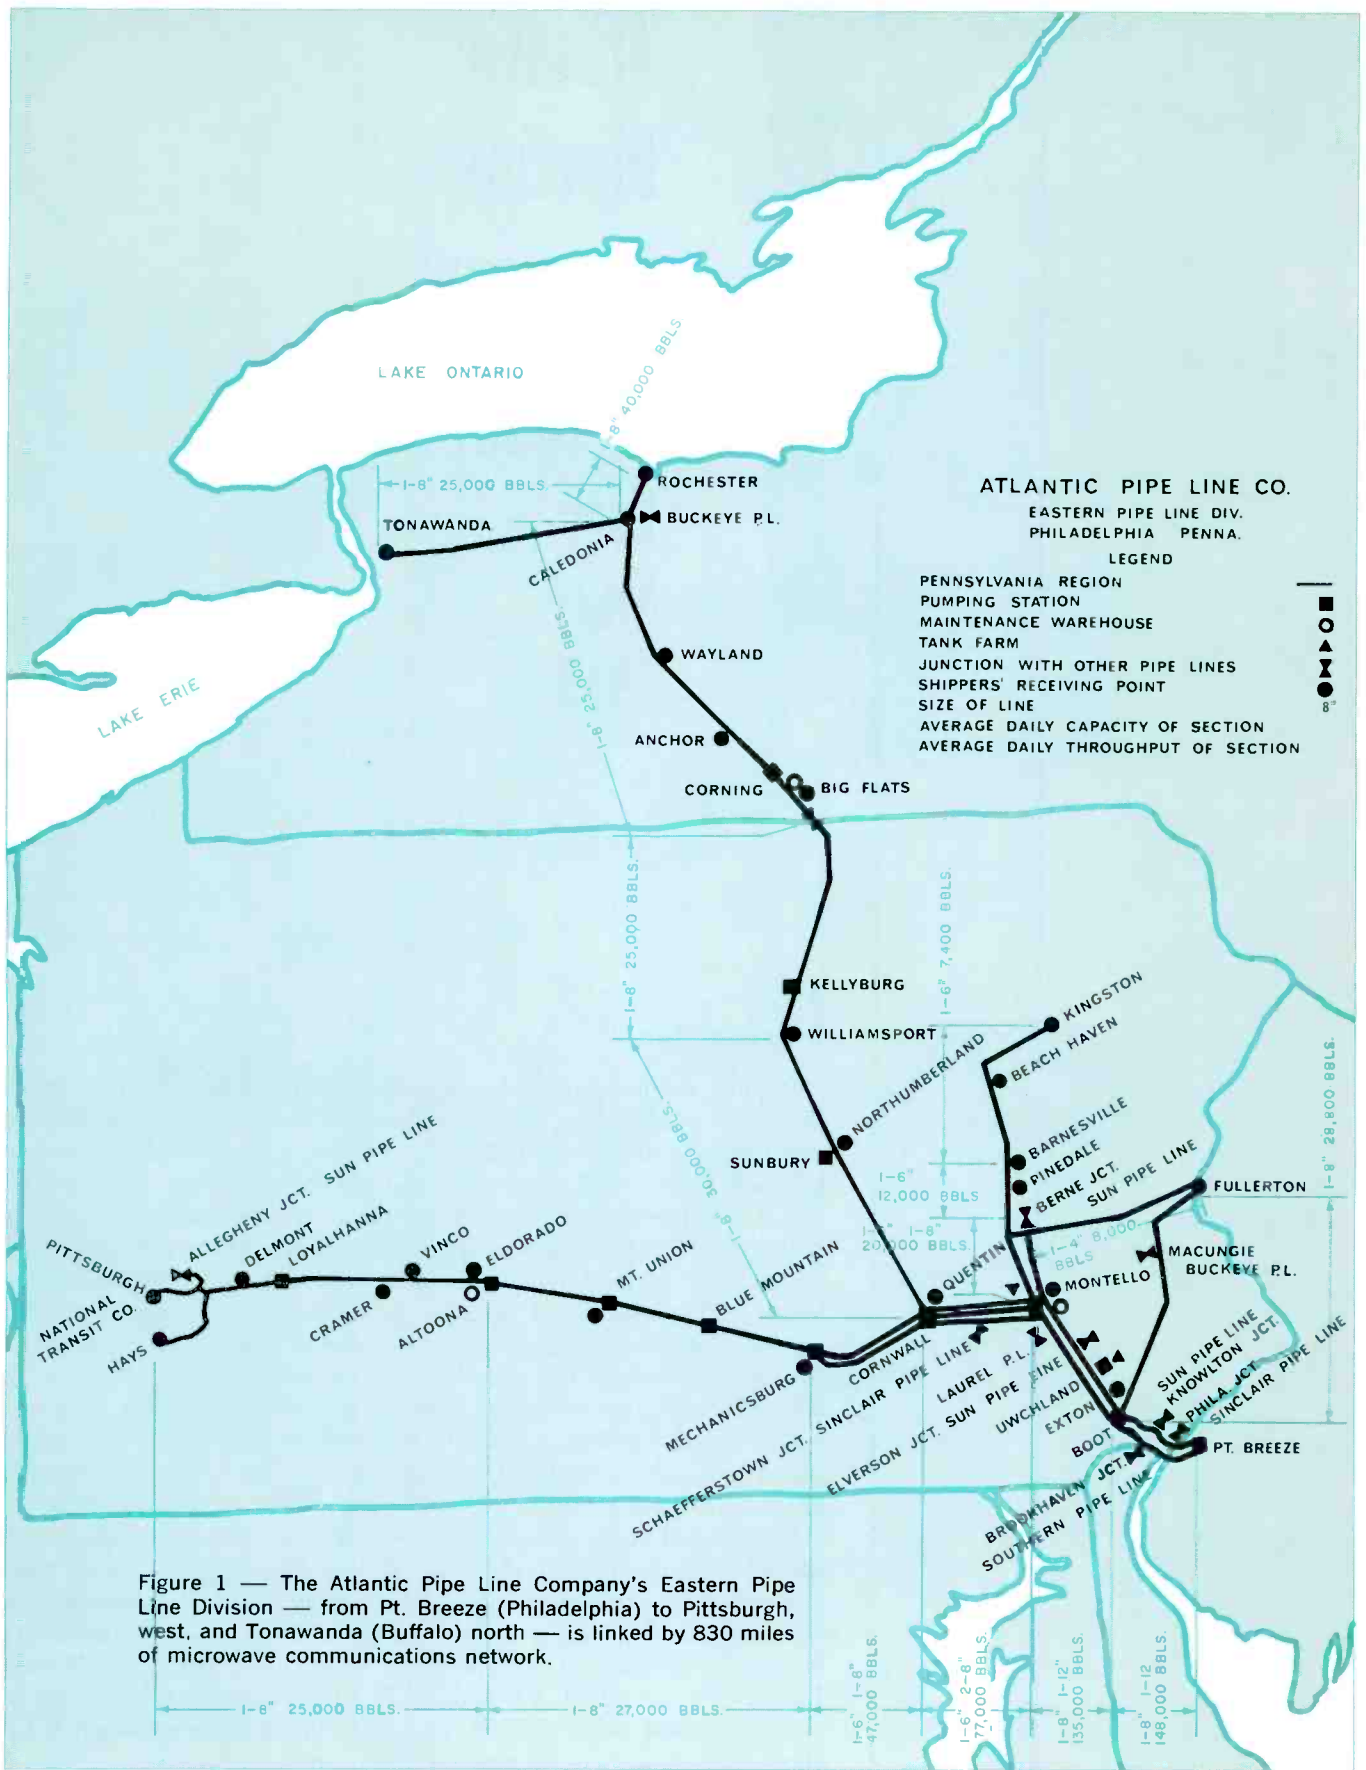 LAKE ONTARIO
1-8" 40,000 BBLS
1-8" 25,000 BBLS.
ROCHESTER
BUCKEYE P.L.
TONAWANDA
CALEDONIA
ATLANTIC PIPE LINE CO.
EASTERN PIPE LINE DIV.
PHILADELPHIA PENNA.
LEGEND
PENNSYLVANIA REGION
PUMPING STATION
MAINTENANCE WAREHOUSE
TANK FARM
JUNCTION WITH OTHER PIPE LINES
SHIPPERS' RECEIVING POINT
SIZE OF LINE 8"
AVERAGE DAILY CAPACITY OF SECTION
AVERAGE DAILY THROUGHPUT OF SECTION
LAKE ERIE
1-8" 25,000 BBLS.
WAYLAND
ANCHOR
CORNING
BIG FLATS
1-8" 25,000 BBLS.
1-6" 7,400 BBLS.
KELLYBURG
WILLIAMSPORT
KINGSTON
BEACH HAVEN
NORTHUMBERLAND
1-8" 30,000 BBLS.
SUNBURY
BARNESVILLE
PINEDALE
BERNE JCT.
SUN PIPE LINE
1-6"
12,000 BBLS
1-8"
20,000 BBLS.
1-4" 8,000
BBLS
1-8" 28,800 BBLS.
FULLERTON
MACUNGIE
BUCKEYE P.L.
ALLEGHENY JCT. SUN PIPE LINE
DELMONT
LOYALHANNA
PITTSBURGH
NATIONAL
TRANSIT CO.
HAYS
VINCO
CRAMER
ELDORADO
ALTOONA
MT. UNION
BLUE MOUNTAIN
QUENTIN
MONTELLO
MECHANICSBURG
CORNWALL
SCHAEFFERSTOWN JCT. SINCLAIR PIPE LINE
LAUREL P.L.
ELVERSON JCT. SUN PIPE LINE
UWCHLAND
EXTON
BOOT
SUN PIPE LINE
KNOWLTON JCT.
PHILA. JCT.
SINCLAIR PIPE LINE
PT. BREEZE
BROOKHAVEN JCT.
SOUTHERN PIPE LINE
Figure 1 — The Atlantic Pipe Line Company's Eastern Pipe
Line Division — from Pt. Breeze (Philadelphia) to Pittsburgh,
west, and Tonawanda (Buffalo) north — is linked by 830 miles
of microwave communications network.
1-8" 25,000 BBLS.
1-8" 27,000 BBLS.
1-6" 1-8"
47,000 BBLS.
1-6" 2-8"
77,000 BBLS.
1-8" 1-12"
135,000 BBLS.
1-8" 1-12
148,000 BBLS.